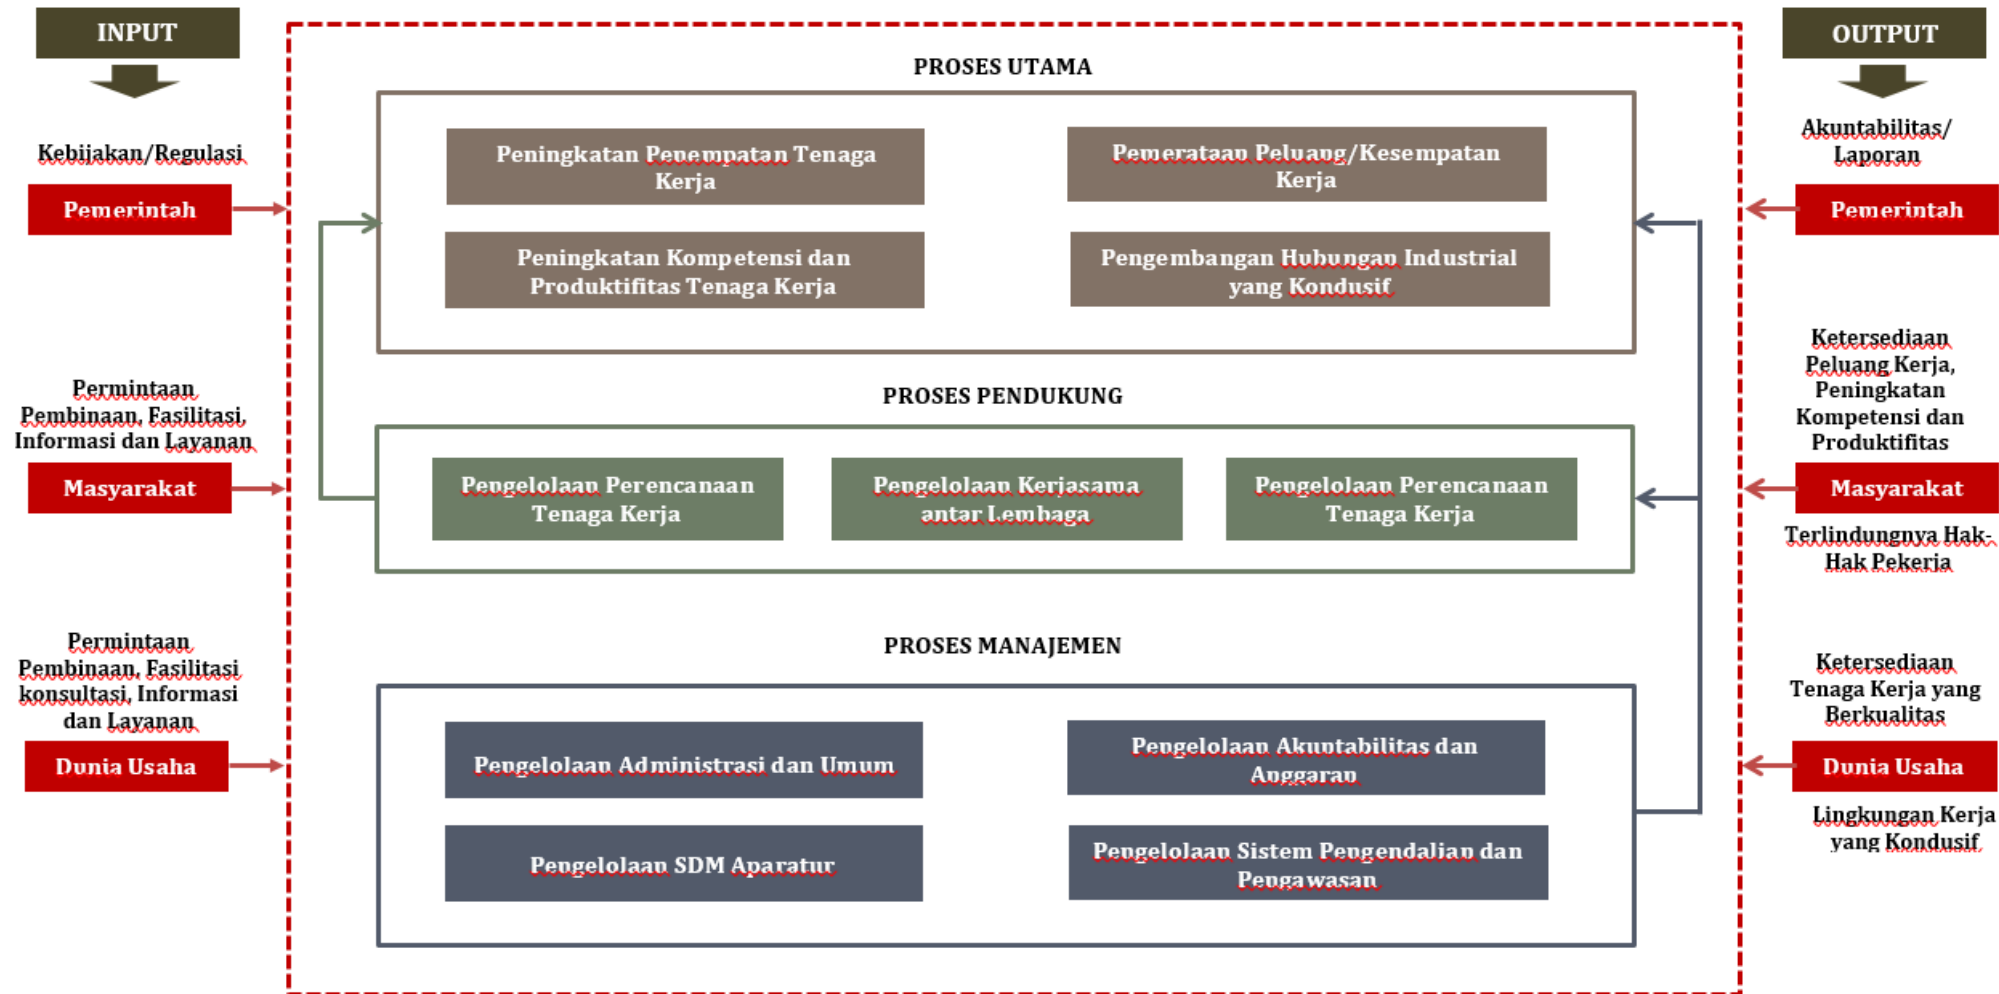 INPUT
Kebijakan/Regulasi
Pemerintah
Permintaan
Pembinaan, Fasilitasi,
Informasi dan Layanan
Masyarakat
Permintaan
Pembinaan, Fasilitasi
konsultasi, Informasi
dan Layanan
Dunia Usaha
PROSES UTAMA
Peningkatan Penempatan Tenaga
Kerja
Pemerataan Peluang/Kesempatan
Kerja
Peningkatan Kompetensi dan
Produktifitas Tenaga Kerja
Pengembangan Hubungan Industrial
yang Kondusif
PROSES PENDUKUNG
Pengelolaan Perencanaan
Tenaga Kerja
Pengelolaan Kerjasama
antar Lembaga
Pengelolaan Perencanaan
Tenaga Kerja
PROSES MANAJEMEN
Pengelolaan Administrasi dan Umum
Pengelolaan Akuntabilitas dan
Anggaran
Pengelolaan SDM Aparatur
Pengelolaan Sistem Pengendalian dan
Pengawasan
OUTPUT
Akuntabilitas/
Laporan
Pemerintah
Ketersediaan
Peluang Kerja,
Peningkatan
Kompetensi dan
Produktifitas
Masyarakat
Terlindungnya Hak-
Hak Pekerja
Ketersediaan
Tenaga Kerja yang
Berkualitas
Dunia Usaha
Lingkungan Kerja
yang Kondusif